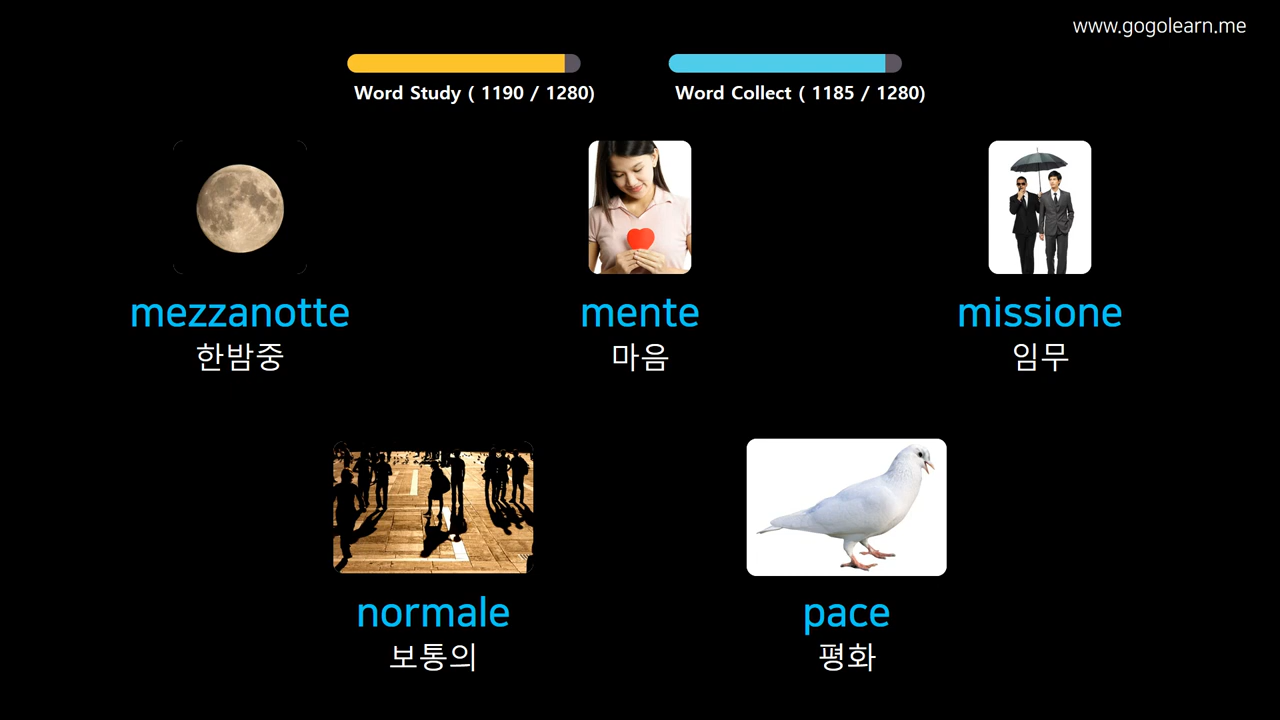 www.gogolearn.me
Word Study ( 1190 / 1280)
Word Collect ( 1185 / 1280)
mezzanotte
한밤중
mente
마음
missione
임무
normale
보통의
pace
평화